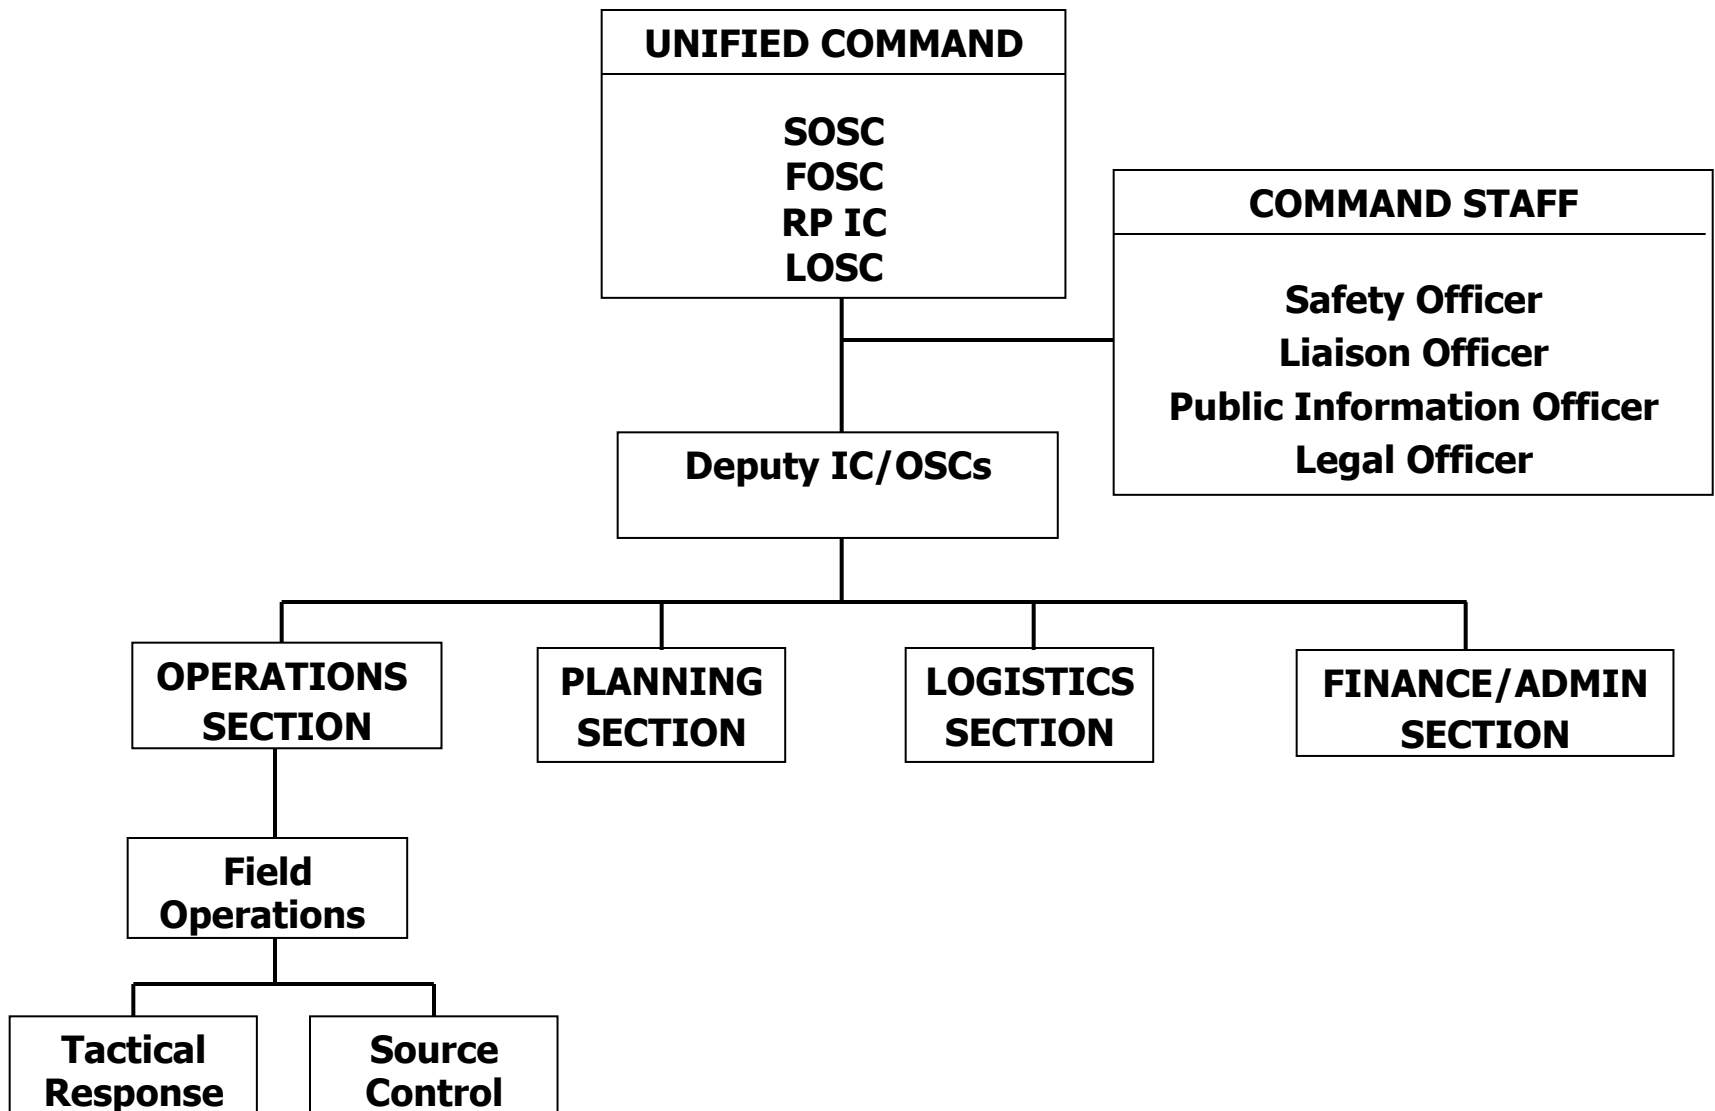 UNIFIED COMMAND
SOSC
FOSC
RP IC
LOSC
COMMAND STAFF
Safety Officer
Liaison Officer
Public Information Officer
Legal Officer
Deputy IC/OSCs
OPERATIONS
SECTION
PLANNING
SECTION
LOGISTICS
SECTION
FINANCE/ADMIN
SECTION
Field
Operations
Tactical
Response
Source
Control